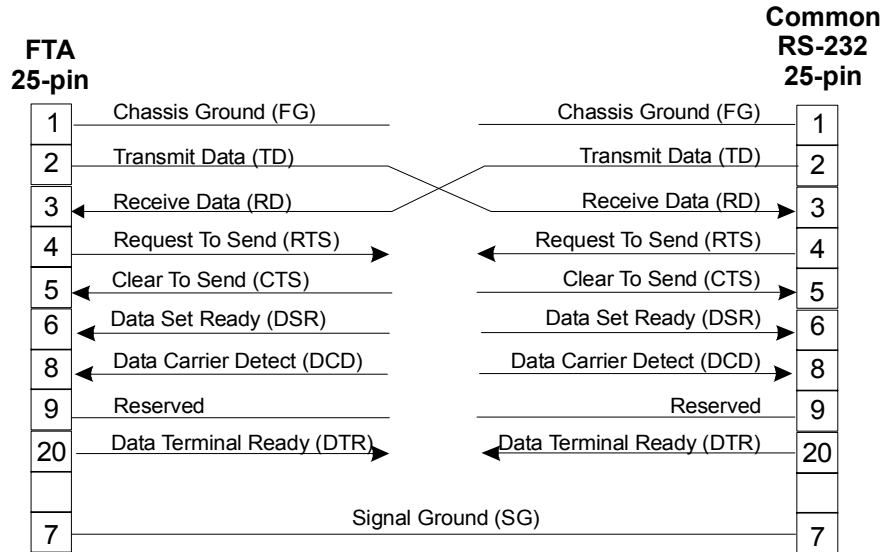 Common
RS-232
25-pin
FTA
25-pin
1 Chassis Ground (FG) Chassis Ground (FG) 1
2 Transmit Data (TD) Transmit Data (TD) 2
3 Receive Data (RD) Receive Data (RD) 3
4 Request To Send (RTS) Request To Send (RTS) 4
5 Clear To Send (CTS) Clear To Send (CTS) 5
6 Data Set Ready (DSR) Data Set Ready (DSR) 6
8 Data Carrier Detect (DCD) Data Carrier Detect (DCD) 8
9 Reserved Reserved 9
20 Data Terminal Ready (DTR) Data Terminal Ready (DTR) 20
7 Signal Ground (SG) 7